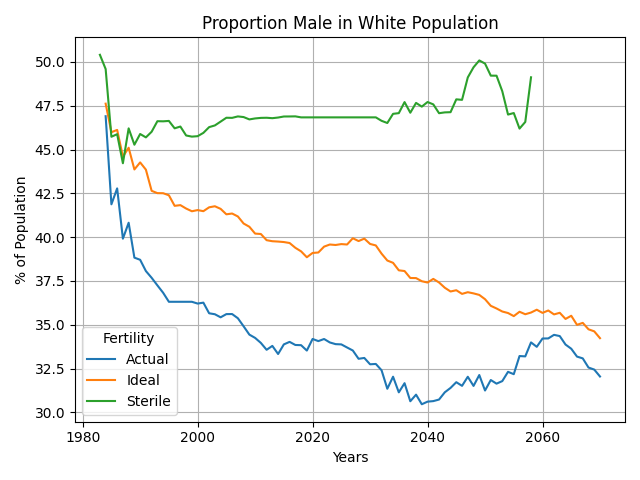 Proportion Male in White Population
% of Population
50.0
47.5
45.0
42.5
40.0
37.5
35.0
32.5
30.0
Fertility
Actual
Ideal
Sterile
1980 2000 2020 2040 2060
Years